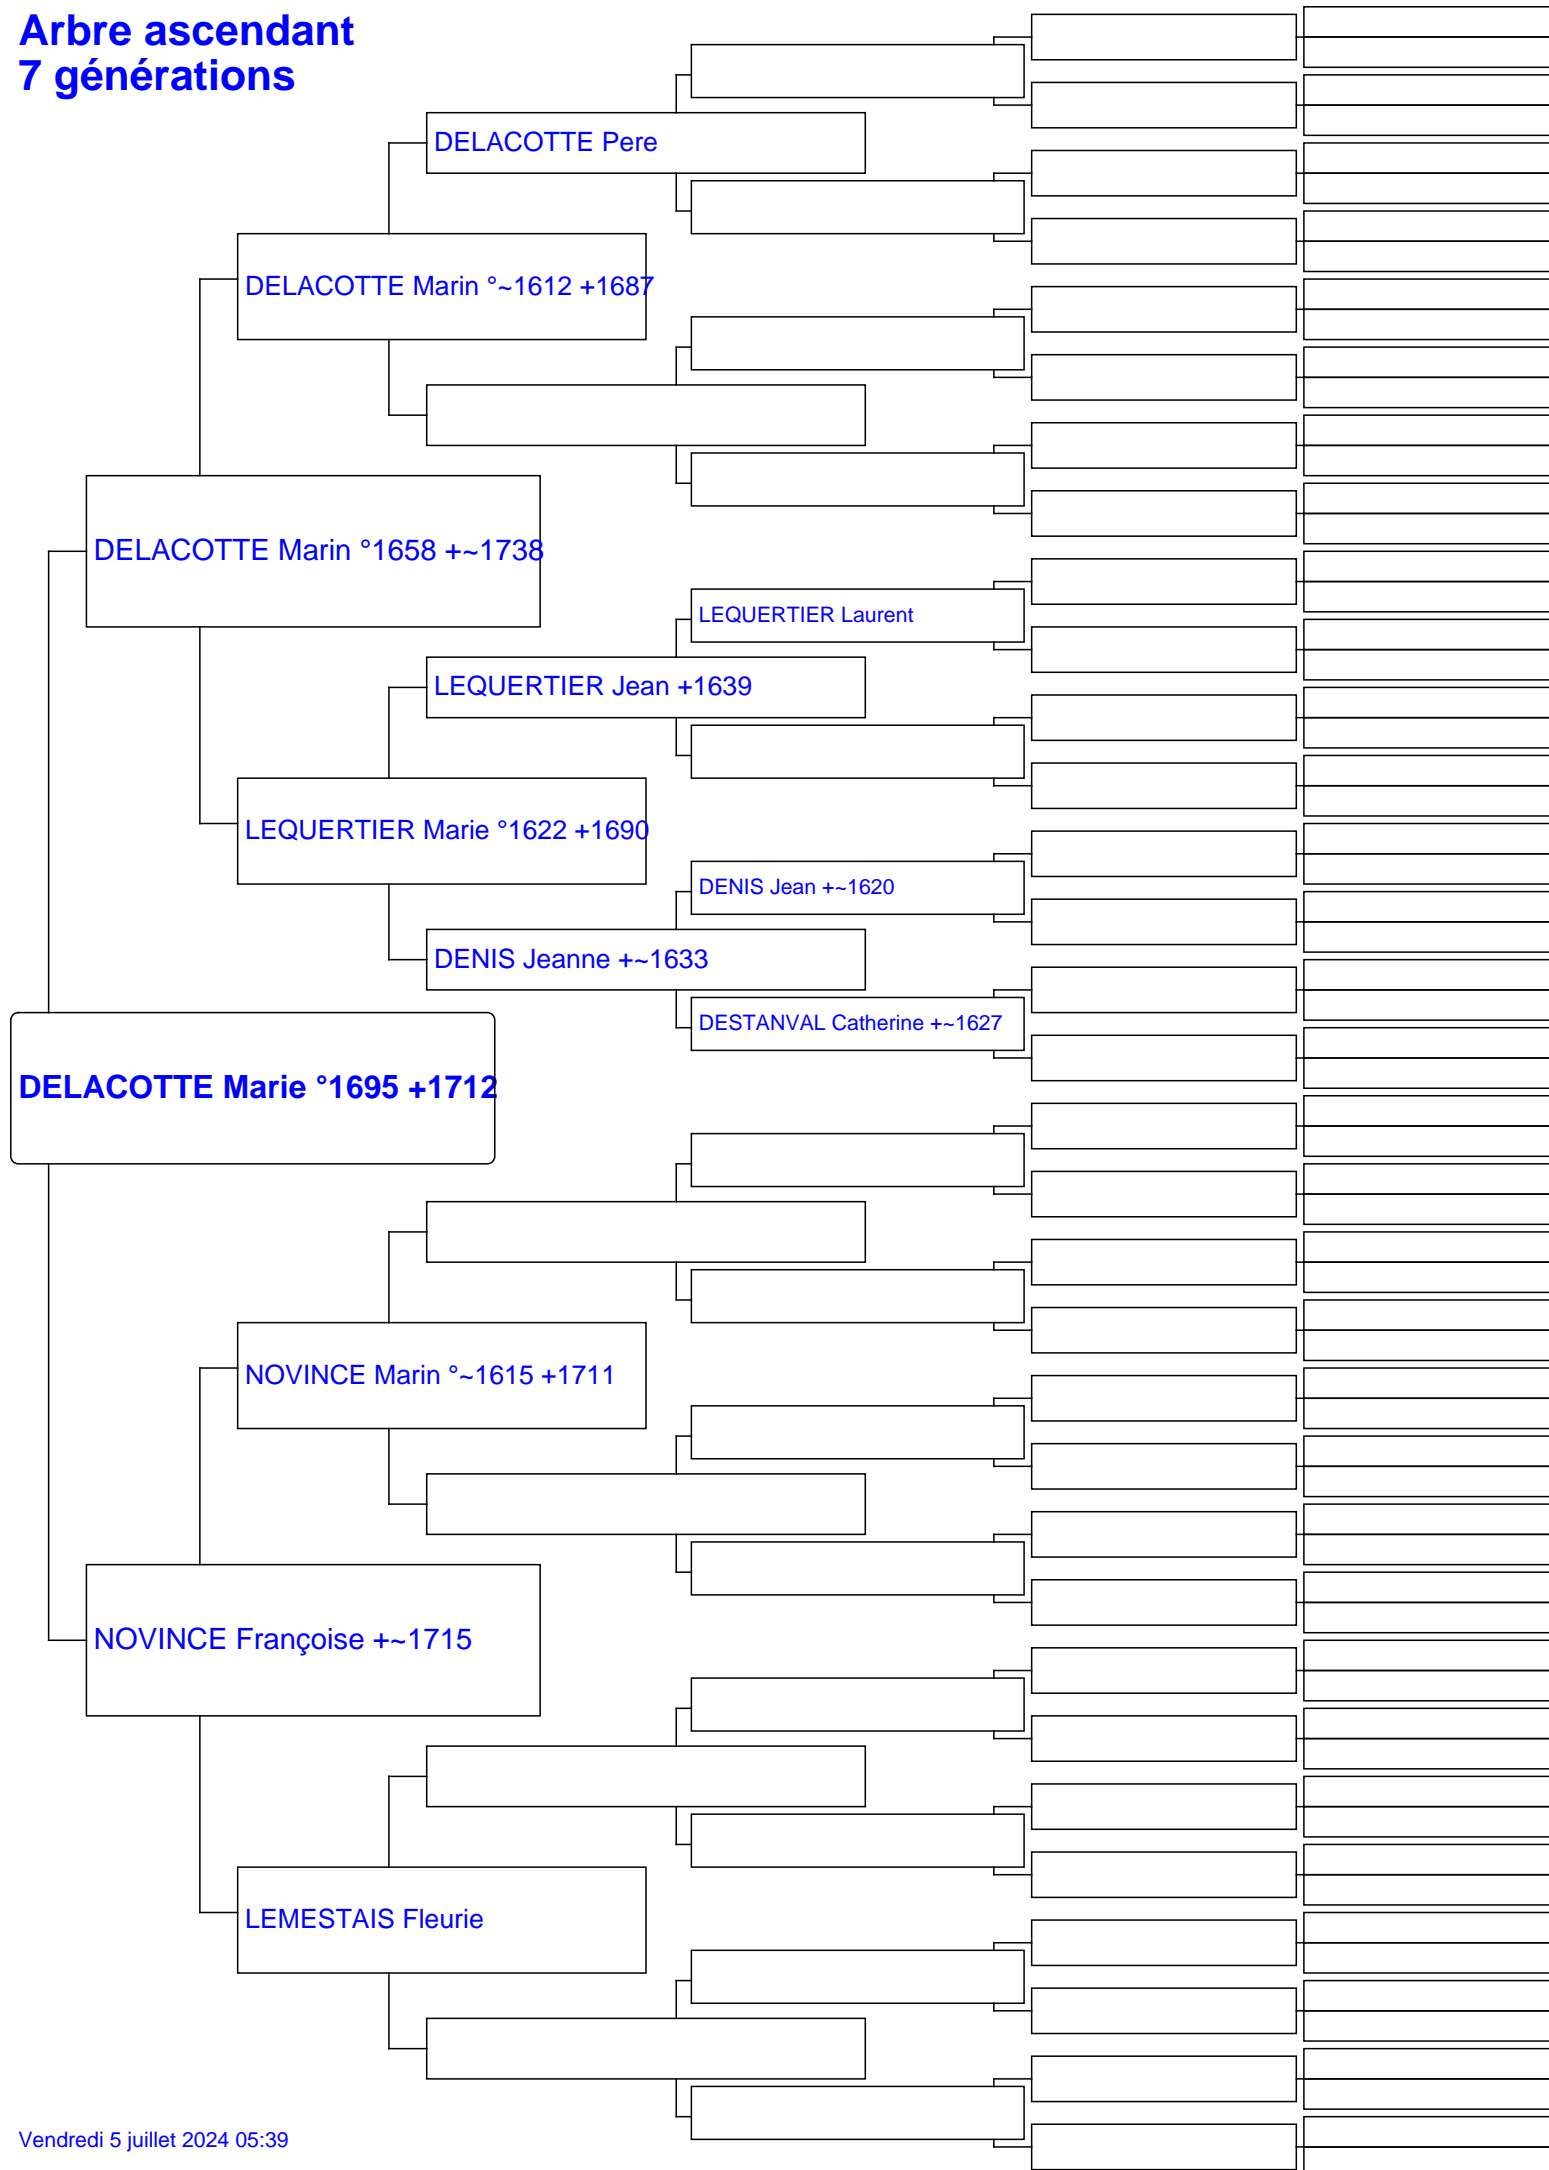 Arbre ascendant
7 générations
DELACOTTE Pere
DELACOTTE Marin °~1612 +1687
DELACOTTE Marin °1658 +~1738
LEQUERTIER Laurent
LEQUERTIER Jean +1639
LEQUERTIER Marie °1622 +1690
DENIS Jean +~1620
DENIS Jeanne +~1633
DESTANVAL Catherine +~1627
DELACOTTE Marie °1695 +1712
NOVINCE Marin °~1615 +1711
NOVINCE Françoise +~1715
LEMESTAIS Fleurie
Vendredi 5 juillet 2024 05:39